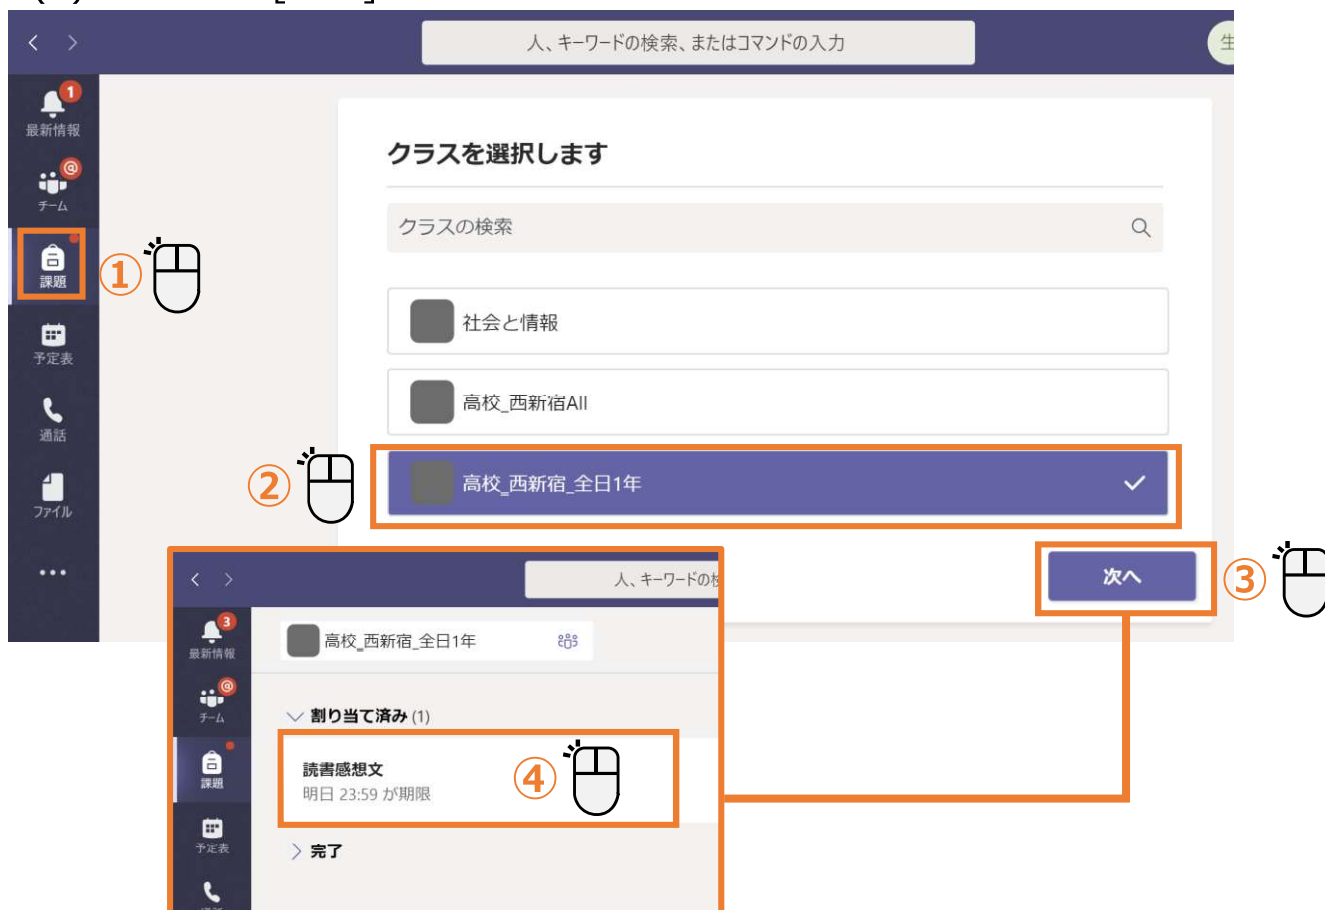 人、キーワードの検索、またはコマンドの入力
生
1
最新情報
@
チーム
課題
①
予定表
通話
ファイル
クラスを選択します
クラスの検索
社会と情報
高校_西新宿All
②
高校_西新宿_全日1年
次へ
③
人、キーワードの検
3
最新情報
高校_西新宿_全日1年
@
チーム
割り当て済み (1)
課題
読書感想文
明日 23:59 が期限
④
予定表
完了